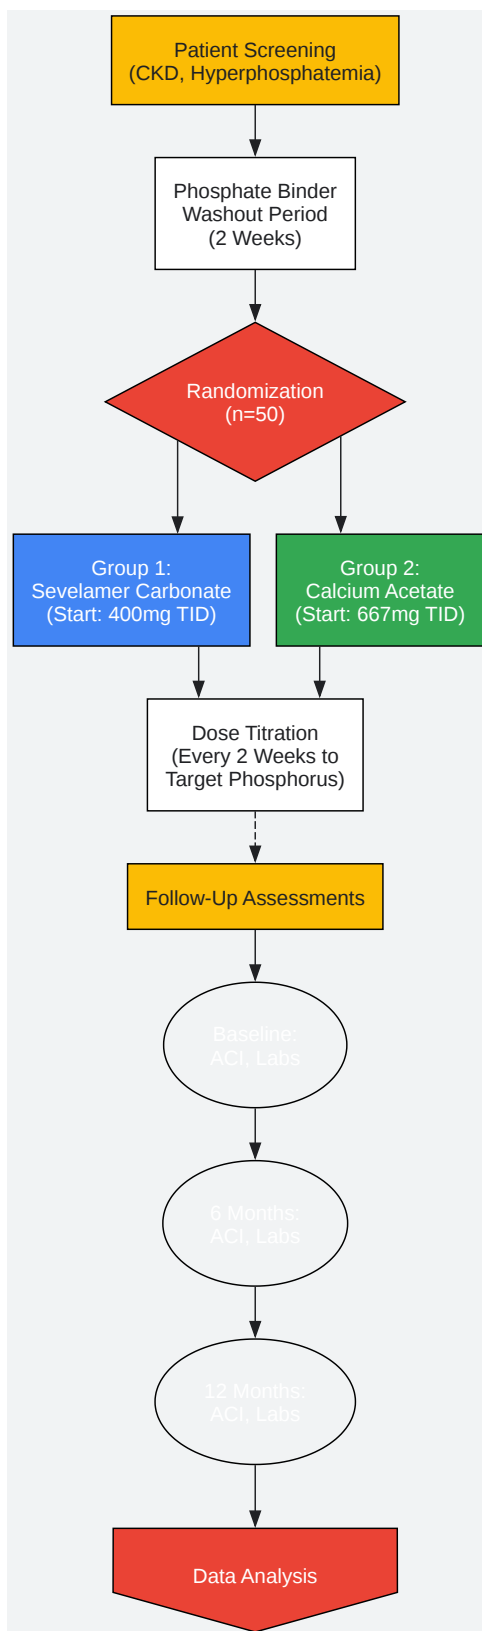 Patient Screening
(CKD, Hyperphosphatemia)
Phosphate Binder
Washout Period
(2 Weeks)
Randomization
(n=50)
Group 1:
Sevelamer Carbonate
(Start: 400mg TID)
Group 2:
Calcium Acetate
(Start: 667mg TID)
Dose Titration
(Every 2 Weeks to
Target Phosphorus)
Follow-Up Assessments
Baseline:
ACI, Labs
6 Months:
ACI, Labs
12 Months:
ACI, Labs
Data Analysis